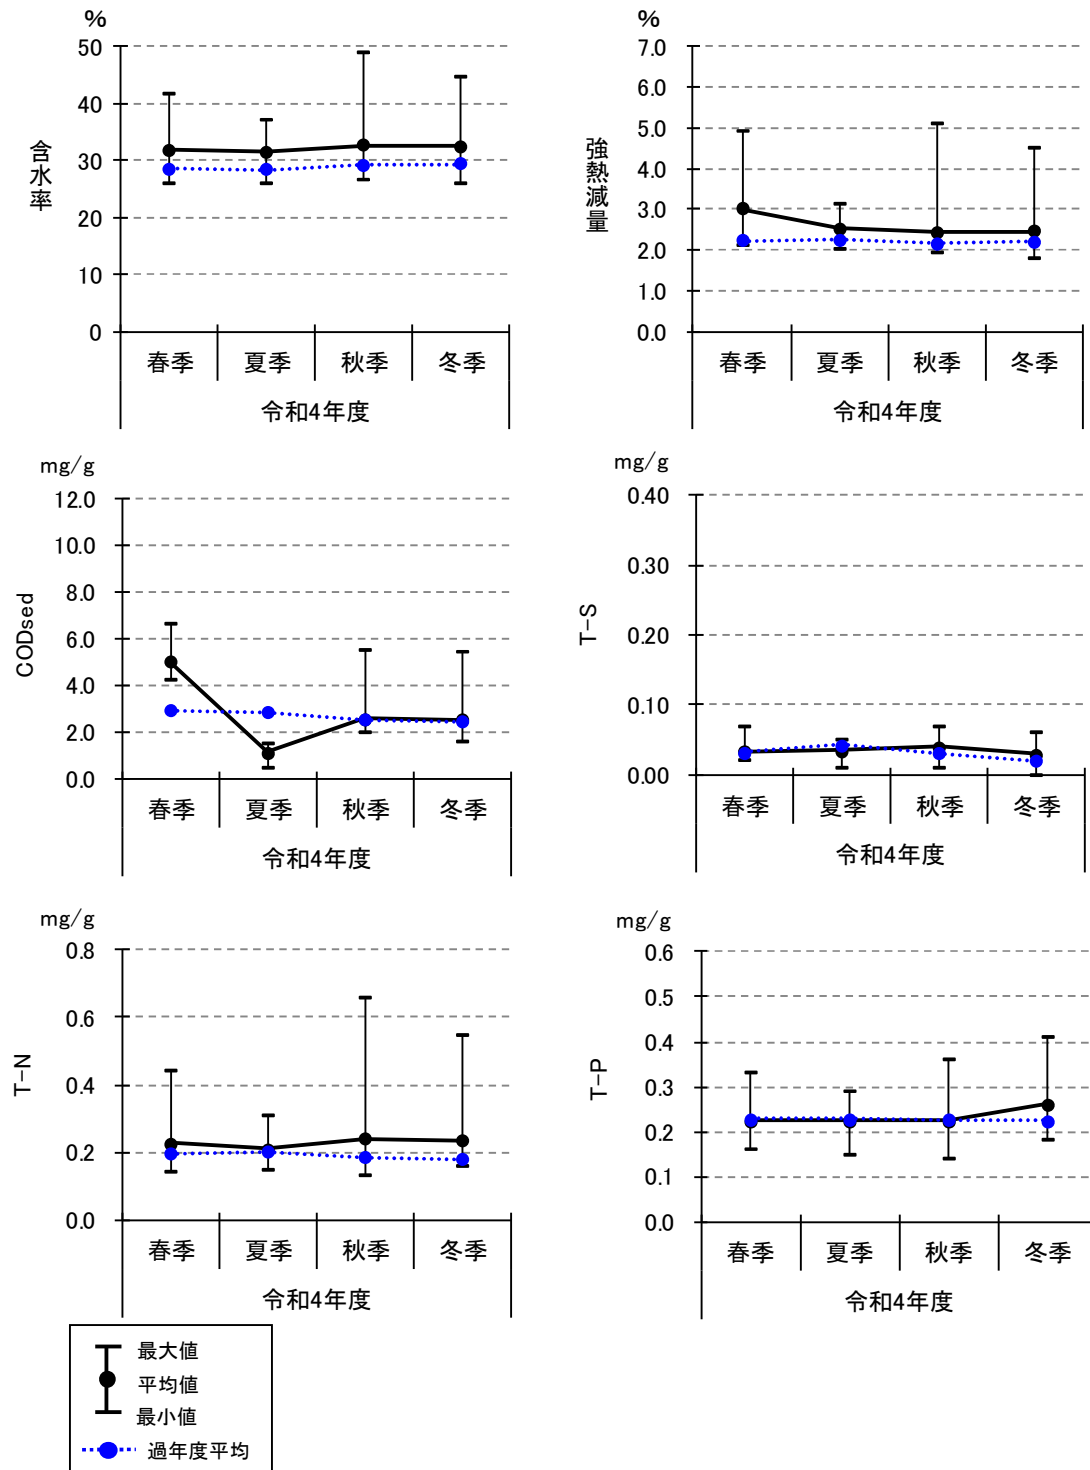 %
50
40
30
20
10
0
含水率
春季 夏季 秋季 冬季
令和4年度
%
7.0
6.0
5.0
4.0
3.0
2.0
1.0
0.0
強熱減量
春季 夏季 秋季 冬季
令和4年度
mg/g
12.0
10.0
8.0
6.0
4.0
2.0
0.0
CODsed
春季 夏季 秋季 冬季
令和4年度
mg/g
0.40
0.30
0.20
0.10
0.00
T-S
春季 夏季 秋季 冬季
令和4年度
mg/g
0.8
0.6
0.4
0.2
0.0
T-N
春季 夏季 秋季 冬季
令和4年度
mg/g
0.6
0.5
0.4
0.3
0.2
0.1
0.0
T-P
春季 夏季 秋季 冬季
令和4年度
最大値
平均値
最小値
過年度平均